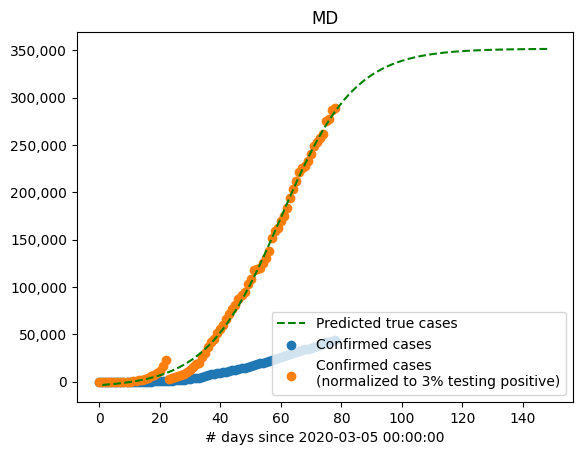 MD
350,000
300,000
250,000
200,000
150,000
100,000
50,000
0
Predicted true cases
Confirmed cases
Confirmed cases
(normalized to 3% testing positive)
0 20 40 60 80 100 120 140
# days since 2020-03-05 00:00:00